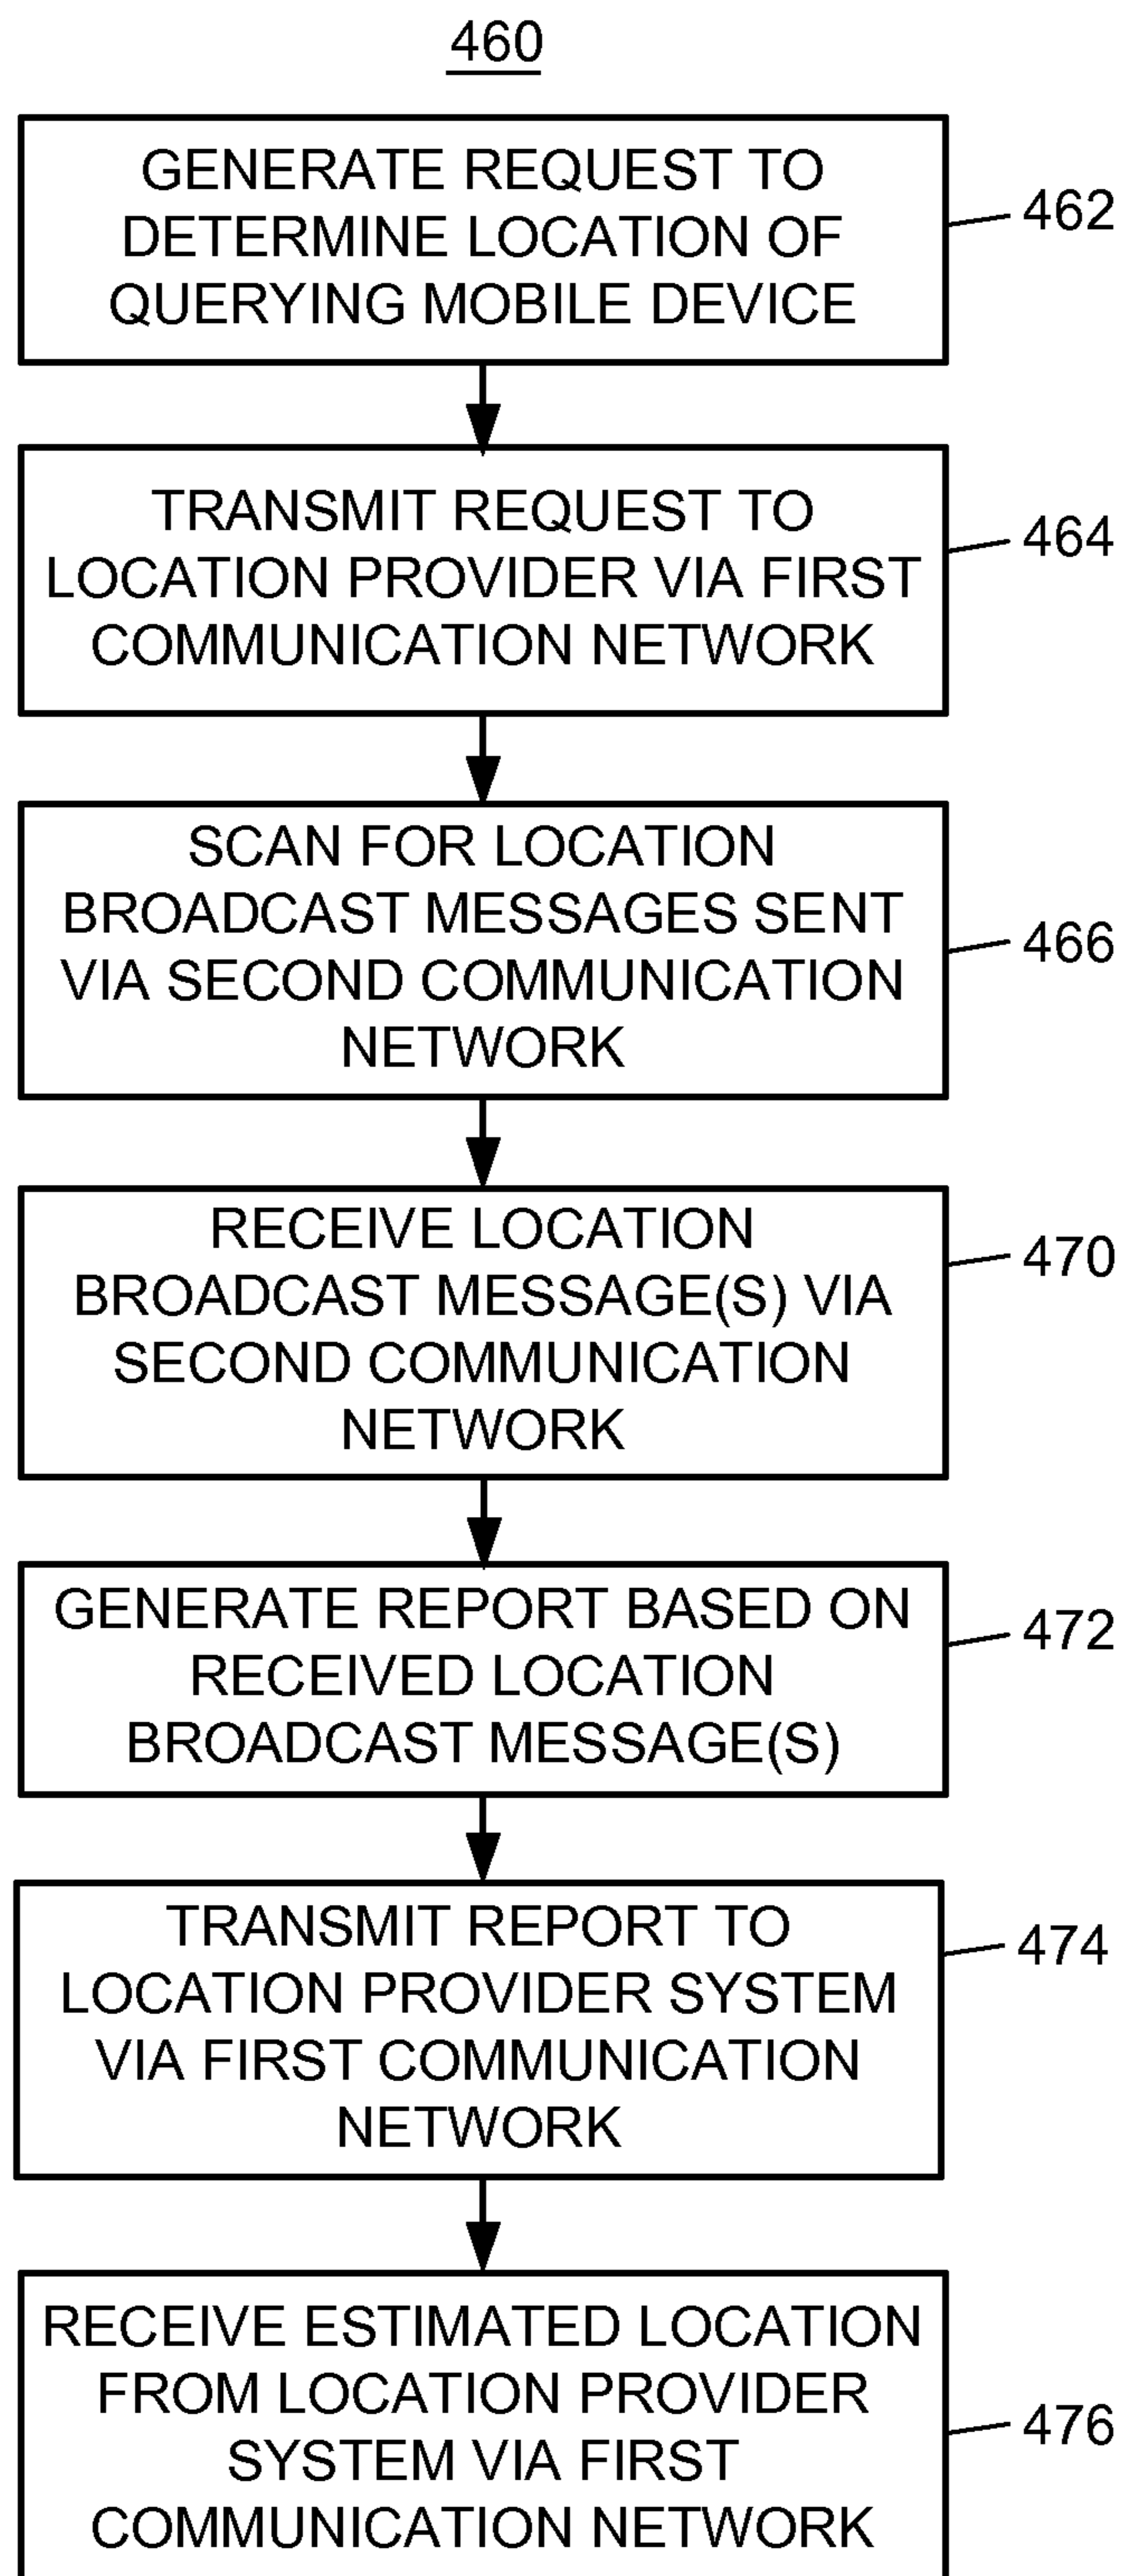 460
GENERATE REQUEST TO
DETERMINE LOCATION OF
QUERYING MOBILE DEVICE
462
TRANSMIT REQUEST TO
LOCATION PROVIDER VIA FIRST
COMMUNICATION NETWORK
464
SCAN FOR LOCATION
BROADCAST MESSAGES SENT
VIA SECOND COMMUNICATION
NETWORK
466
RECEIVE LOCATION
BROADCAST MESSAGE(S) VIA
SECOND COMMUNICATION
NETWORK
470
GENERATE REPORT BASED ON
RECEIVED LOCATION
BROADCAST MESSAGE(S)
472
TRANSMIT REPORT TO
LOCATION PROVIDER SYSTEM
VIA FIRST COMMUNICATION
NETWORK
474
RECEIVE ESTIMATED LOCATION
FROM LOCATION PROVIDER
SYSTEM VIA FIRST
COMMUNICATION NETWORK
476